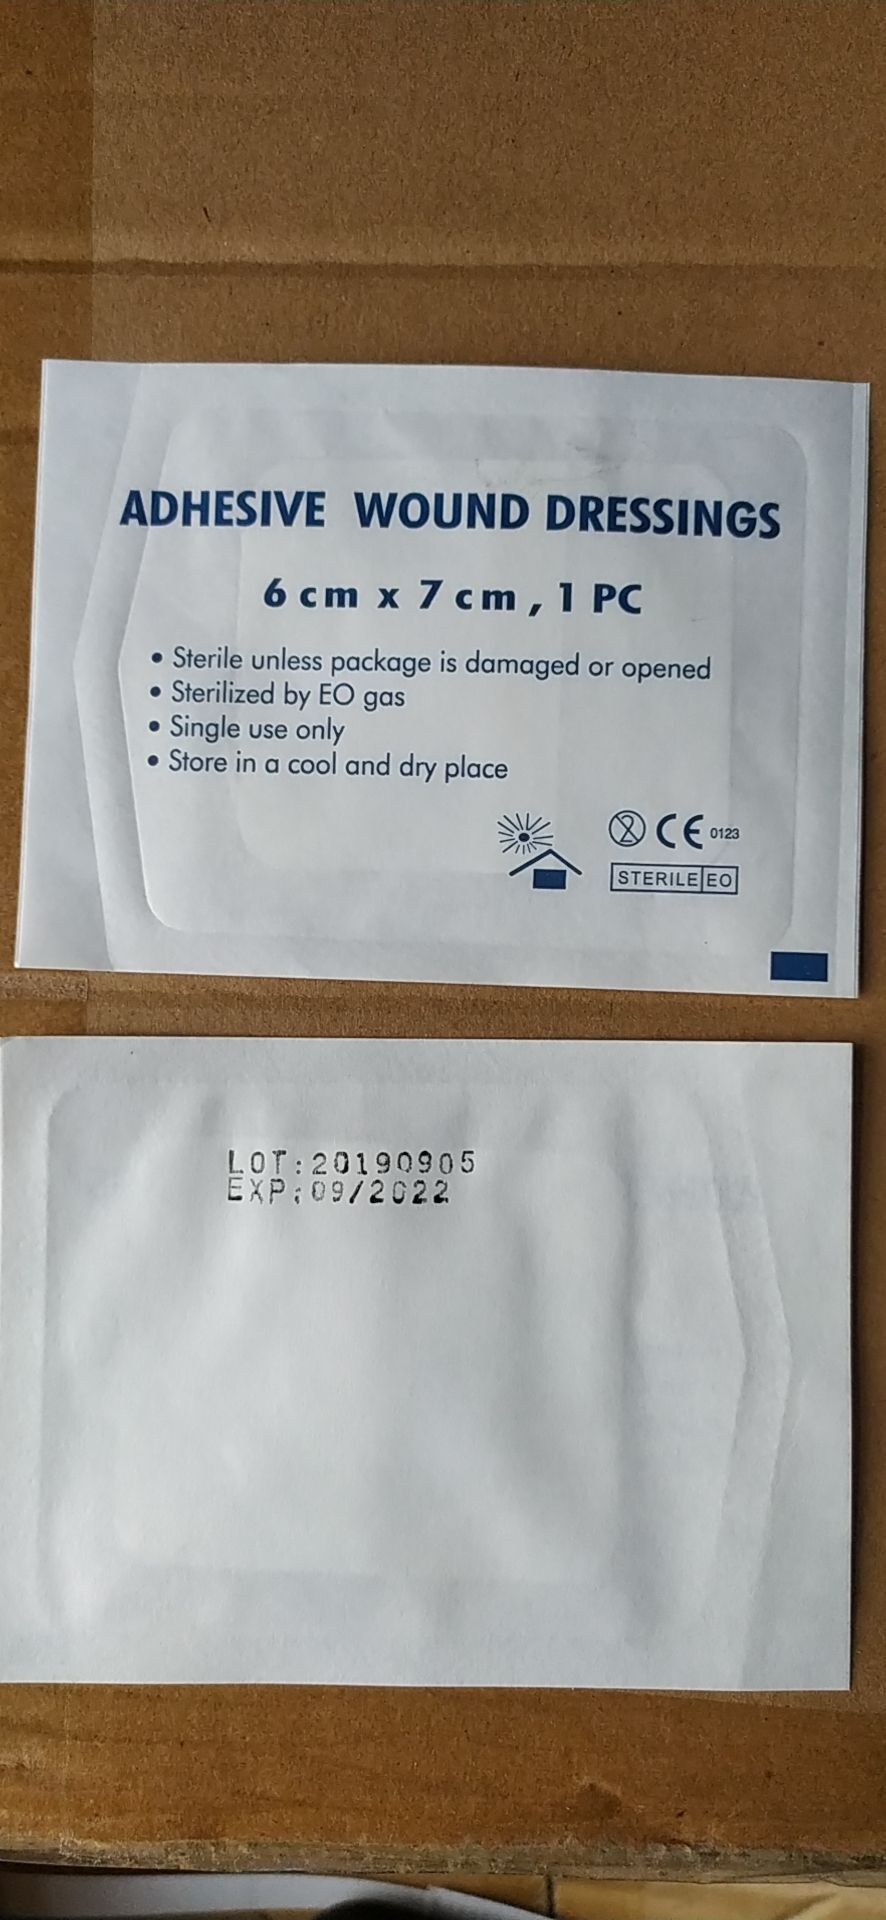 ADHESIVE WOUND DRESSINGS
6 cm x 7 cm, 1 PC
• Sterile unless package is damaged or opened
• Sterilized by EO gas
• Single use only
• Store in a cool and dry place
2 CE 0123
STERILE EO
LOT:20190905
EXP:09/2022